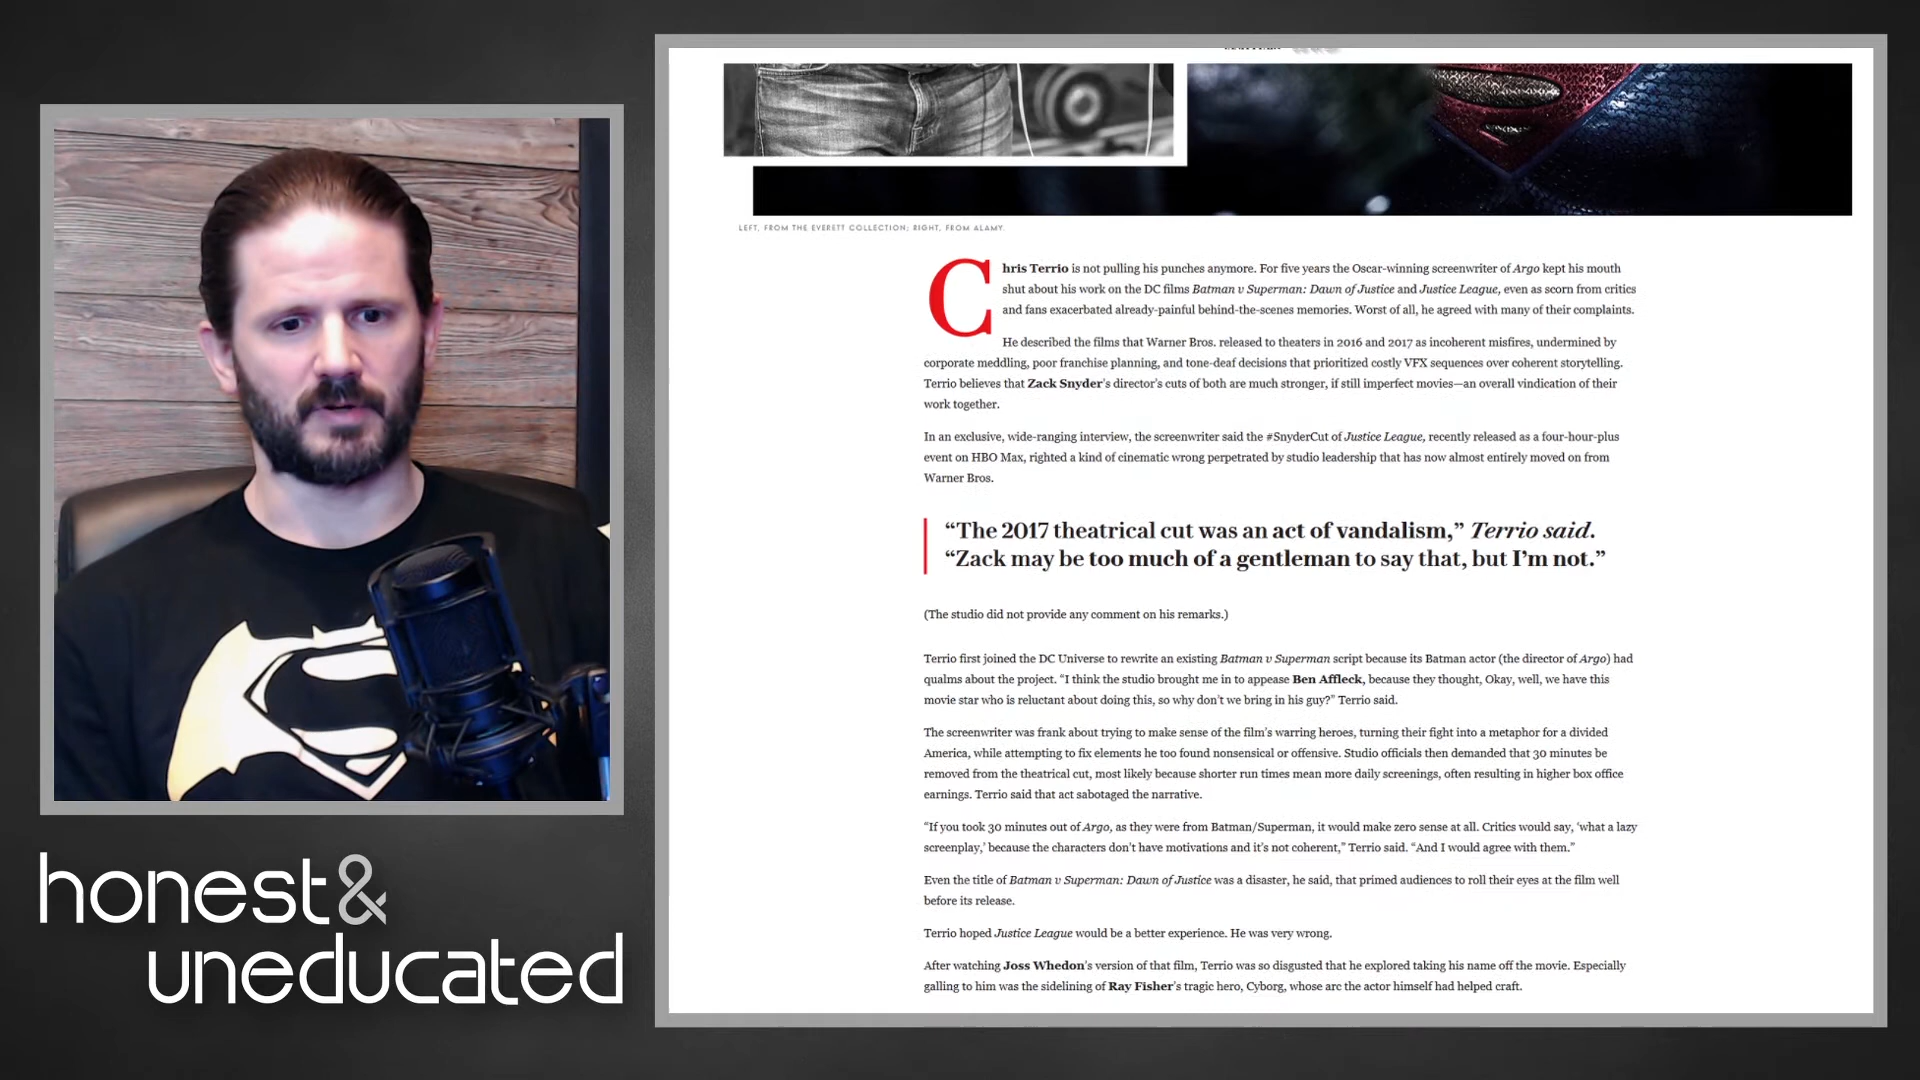 LEFT, FROM THE EVERETT COLLECTION; RIGHT, FROM ALAMY.
Chris Terrio is not pulling his punches anymore. For five years the Oscar-winning screenwriter of Argo kept his mouth
shut about his work on the DC films Batman v Superman: Dawn of Justice and Justice League, even as scorn from critics
and fans exacerbated already-painful behind-the-scenes memories. Worst of all, he agreed with many of their complaints.
He described the films that Warner Bros. released to theaters in 2016 and 2017 as incoherent misfires, undermined by
corporate meddling, poor franchise planning, and tone-deaf decisions that prioritized costly VFX sequences over coherent storytelling.
Terrio believes that Zack Snyder's director's cuts of both are much stronger, if still imperfect movies—an overall vindication of their
work together.
In an exclusive, wide-ranging interview, the screenwriter said the #SnyderCut of Justice League, recently released as a four-hour-plus
event on HBO Max, righted a kind of cinematic wrong perpetrated by studio leadership that has now almost entirely moved on from
Warner Bros.
“The 2017 theatrical cut was an act of vandalism,” Terrio said.
“Zack may be too much of a gentleman to say that, but I’m not.”
(The studio did not provide any comment on his remarks.)
Terrio first joined the DC Universe to rewrite an existing Batman v Superman script because its Batman actor (the director of Argo) had
qualms about the project. “I think the studio brought me in to appease Ben Affleck, because they thought, Okay, well, we have this
movie star who is reluctant about doing this, so why don’t we bring in his guy?” Terrio said.
The screenwriter was frank about trying to make sense of the film’s warring heroes, turning their fight into a metaphor for a divided
America, while attempting to fix elements he too found nonsensical or offensive. Studio officials then demanded that 30 minutes be
removed from the theatrical cut, most likely because shorter run times mean more daily screenings, often resulting in higher box office
earnings. Terrio said that act sabotaged the narrative.
“If you took 30 minutes out of Argo, as they were from Batman/Superman, it would make zero sense at all. Critics would say, ‘what a lazy
screenplay,’ because the characters don’t have motivations and it’s not coherent,” Terrio said. “And I would agree with them.”
Even the title of Batman v Superman: Dawn of Justice was a disaster, he said, that primed audiences to roll their eyes at the film well
before its release.
Terrio hoped Justice League would be a better experience. He was very wrong.
After watching Joss Whedon’s version of that film, Terrio was so disgusted that he explored taking his name off the movie. Especially
galling to him was the sidelining of Ray Fisher’s tragic hero, Cyborg, whose arc the actor himself had helped craft.
honest&
uneducated